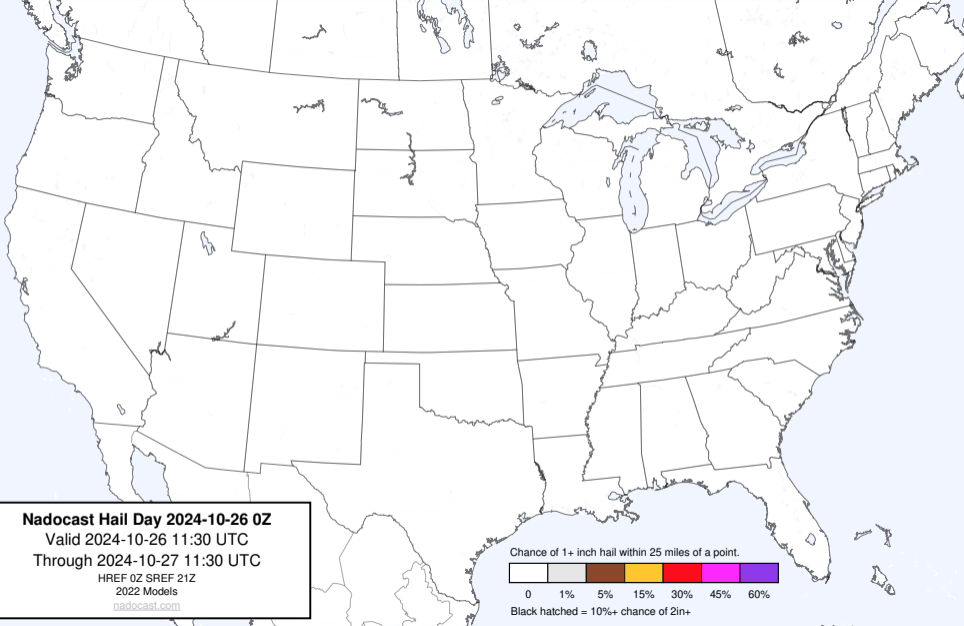 Nadocast Hail Day 2024-10-26 0Z
Valid 2024-10-26 11:30 UTC
Through 2024-10-27 11:30 UTC
HREF 0Z SREF 21Z
2022 Models
nadocast.com
Chance of 1+ inch hail within 25 miles of a point.
0 1% 5% 15% 30% 45% 60%
Black hatched = 10%+ chance of 2in+